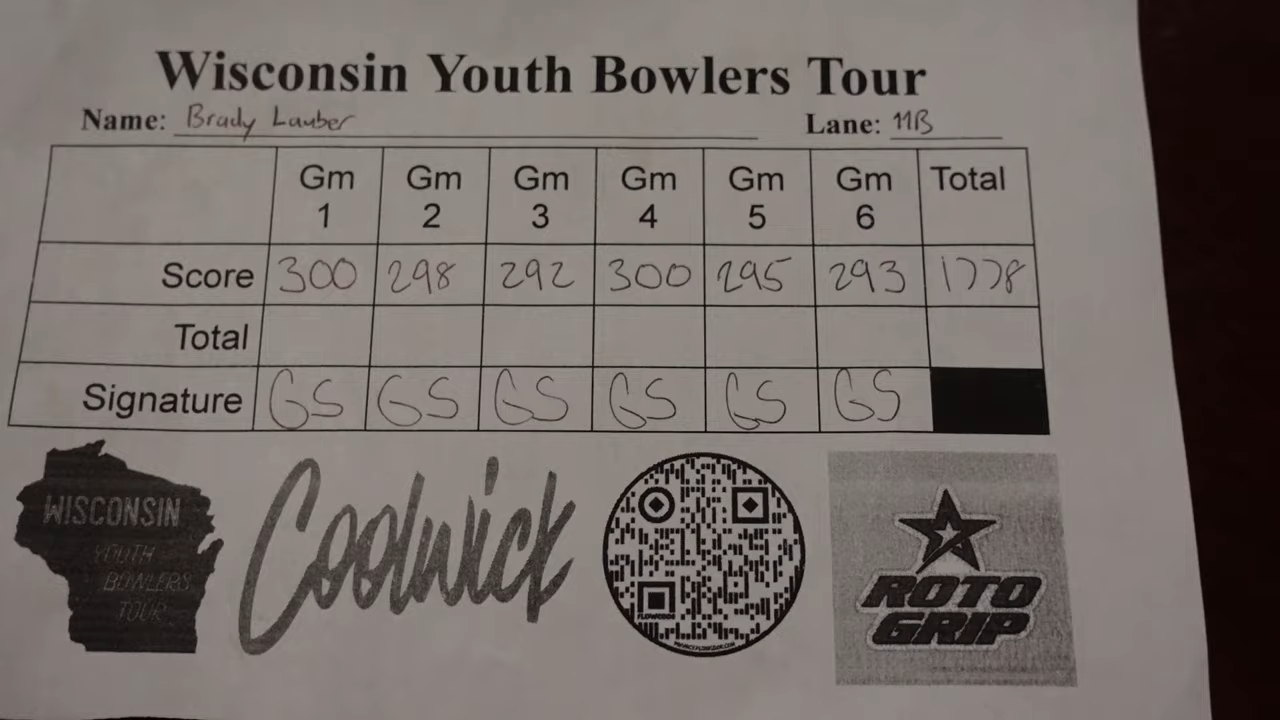 Wisconsin Youth Bowlers Tour
Name: Brady Lauber Lane: 11B
Gm 1 Gm 2 Gm 3 Gm 4 Gm 5 Gm 6 Total
Score 300 298 292 300 295 293 1778
Total
Signature GS GS GS GS GS GS
WISCONSIN
YOUTH
BOWLERS
TOUR
Coolwick
FLOWCODE
ROTO
GRIP